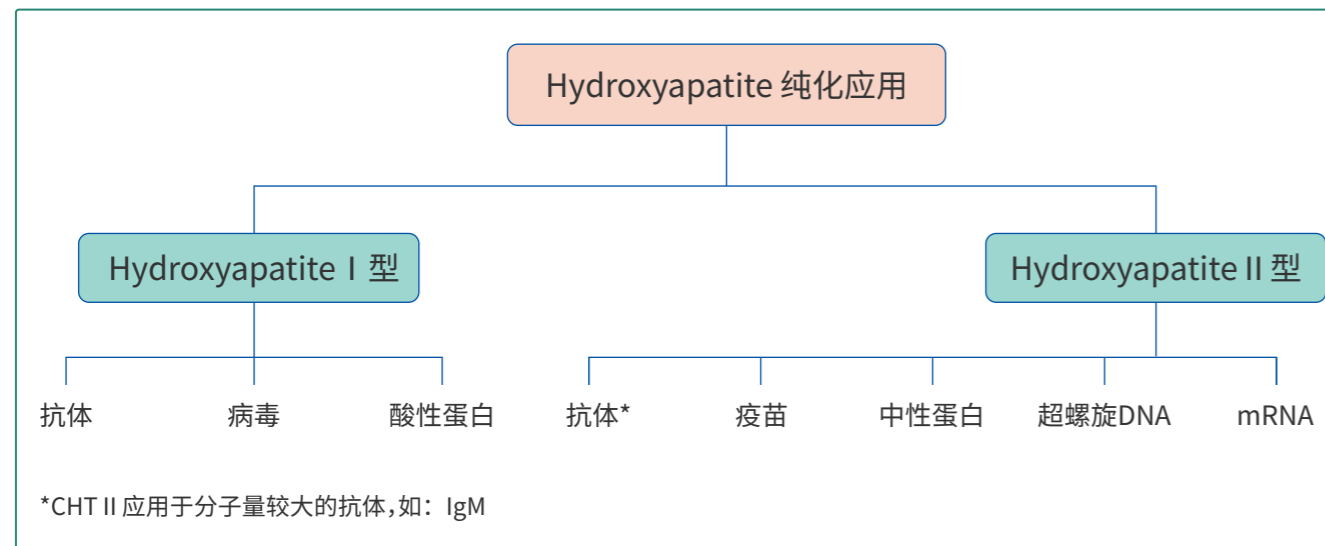 Hydroxyapatite 纯化应用
Hydroxyapatite Ⅰ 型
Hydroxyapatite II 型
抗体
病毒
酸性蛋白
抗体*
疫苗
中性蛋白
超螺旋DNA
mRNA
*CHT II 应用于分子量较大的抗体,如：IgM